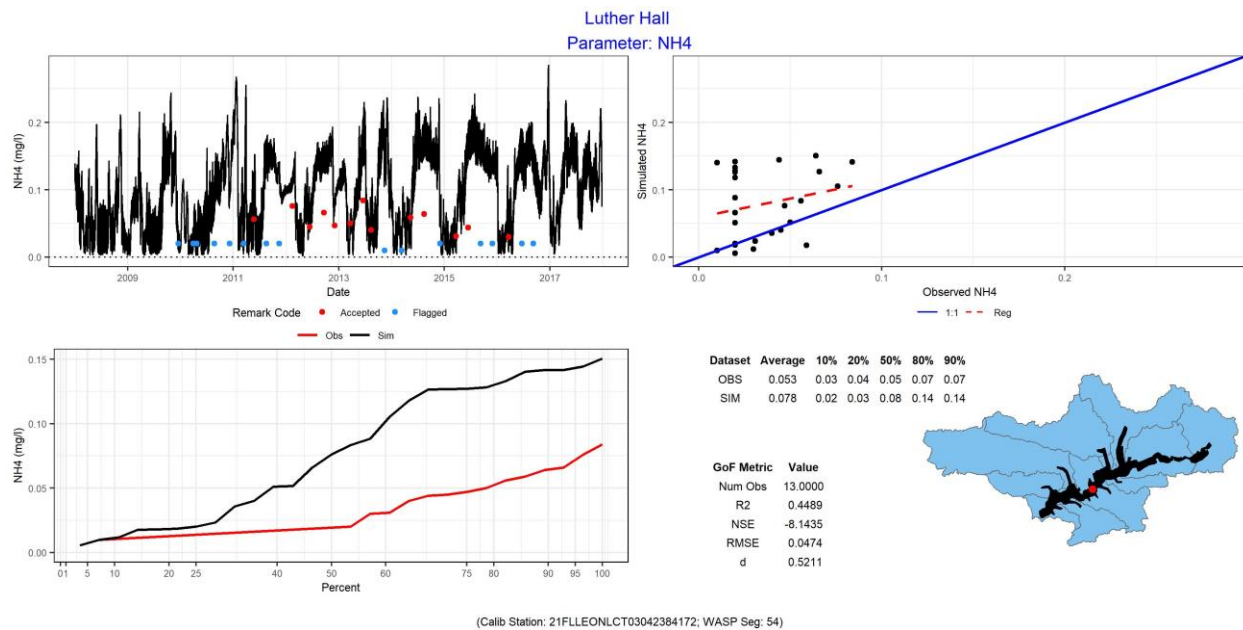 Luther Hall
Parameter: NH4
NH4 (mg/l)
0.2
0.1
0.0
2009 2011 2013 2015 2017
Date
Remark Code Accepted Flagged
Simulated NH4
0.2
0.1
0.0
0.0 0.1 0.2
Observed NH4
1:1 Reg
Obs Sim
NH4 (mg/l)
0.15
0.10
0.05
0.00
01 5 10 20 25 40 60 75 80 90 95 100
Percent
Dataset Average 10% 20% 50% 80% 90%
OBS 0.053 0.03 0.04 0.05 0.07 0.07
SIM 0.078 0.02 0.03 0.08 0.14 0.14
GoF Metric Value
Num Obs 13.0000
R2 0.4489
NSE -8.1435
RMSE 0.0474
d 0.5211
(Calib Station: 21FLLEONLCT03042384172; WASP Seg: 54)